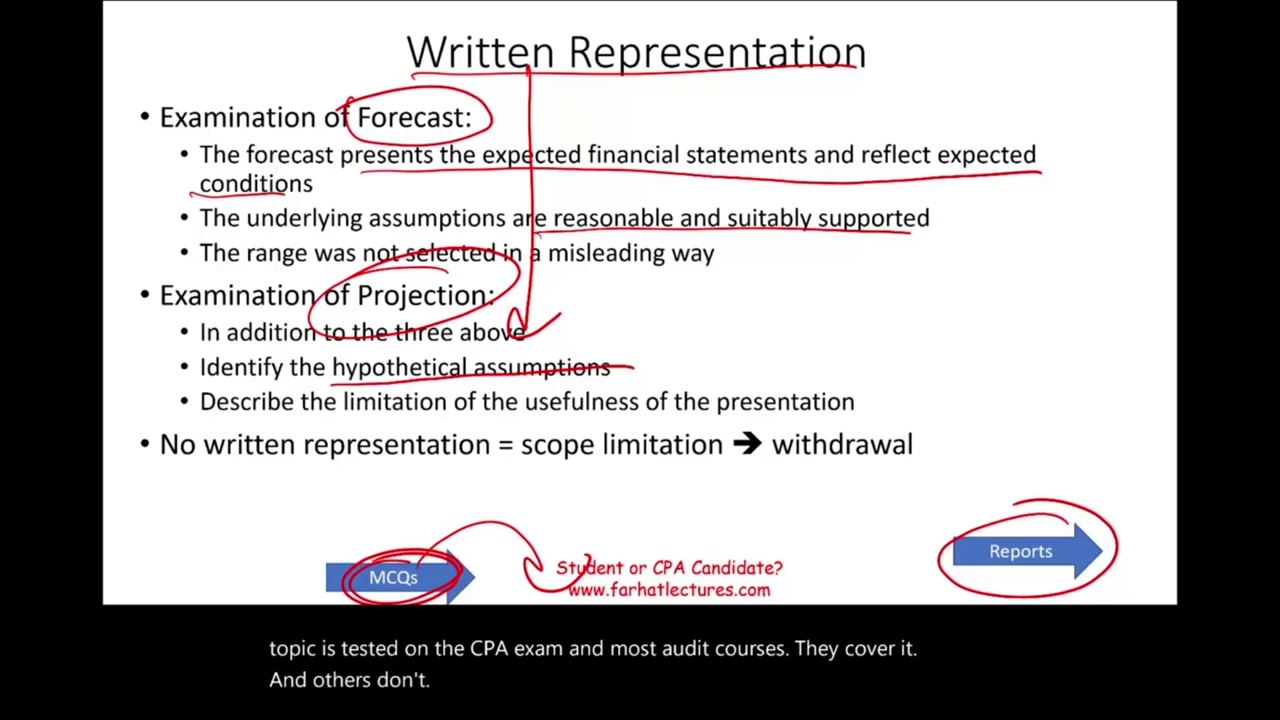 Written Representation
• Examination of Forecast:
• The forecast presents the expected financial statements and reflect expected
conditions
• The underlying assumptions are reasonable and suitably supported
• The range was not selected in a misleading way
• Examination of Projection:
• In addition to the three above
• Identify the hypothetical assumptions
• Describe the limitation of the usefulness of the presentation
• No written representation = scope limitation ➔ withdrawal
Reports
MCQs
Student or CPA Candidate?
www.farhatlectures.com
topic is tested on the CPA exam and most audit courses. They cover it.
And others don't.